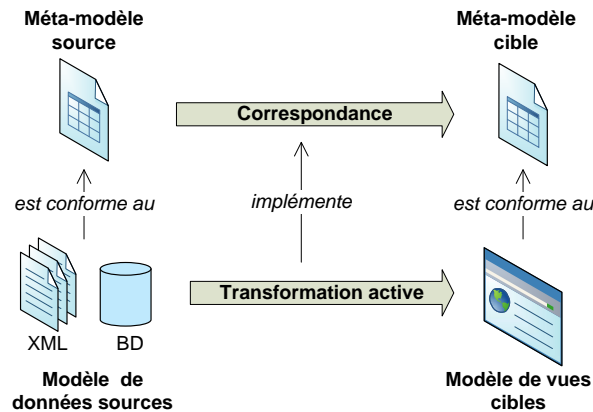 Méta-modèle
source
Méta-modèle
cible
Correspondance
est conforme au
implémente
est conforme au
Transformation active
XML
BD
Modèle de
données sources
Modèle de vues
cibles